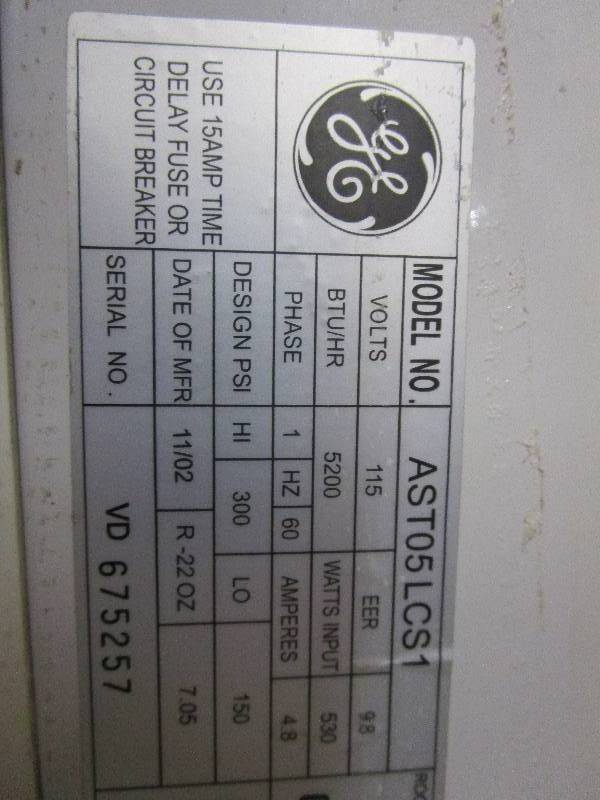 GE
MODEL NO. AST05LCS1
VOLTS 115 EER 9.8
BTU/HR 5200 WATTS INPUT 530
PHASE 1 HZ 60 AMPERES 4.8
USE 15AMP TIME
DELAY FUSE OR
CIRCUIT BREAKER
DESIGN PSI HI 300 LO 150
DATE OF MFR 11/02 R-22 OZ 7.05
SERIAL NO. VD 675257